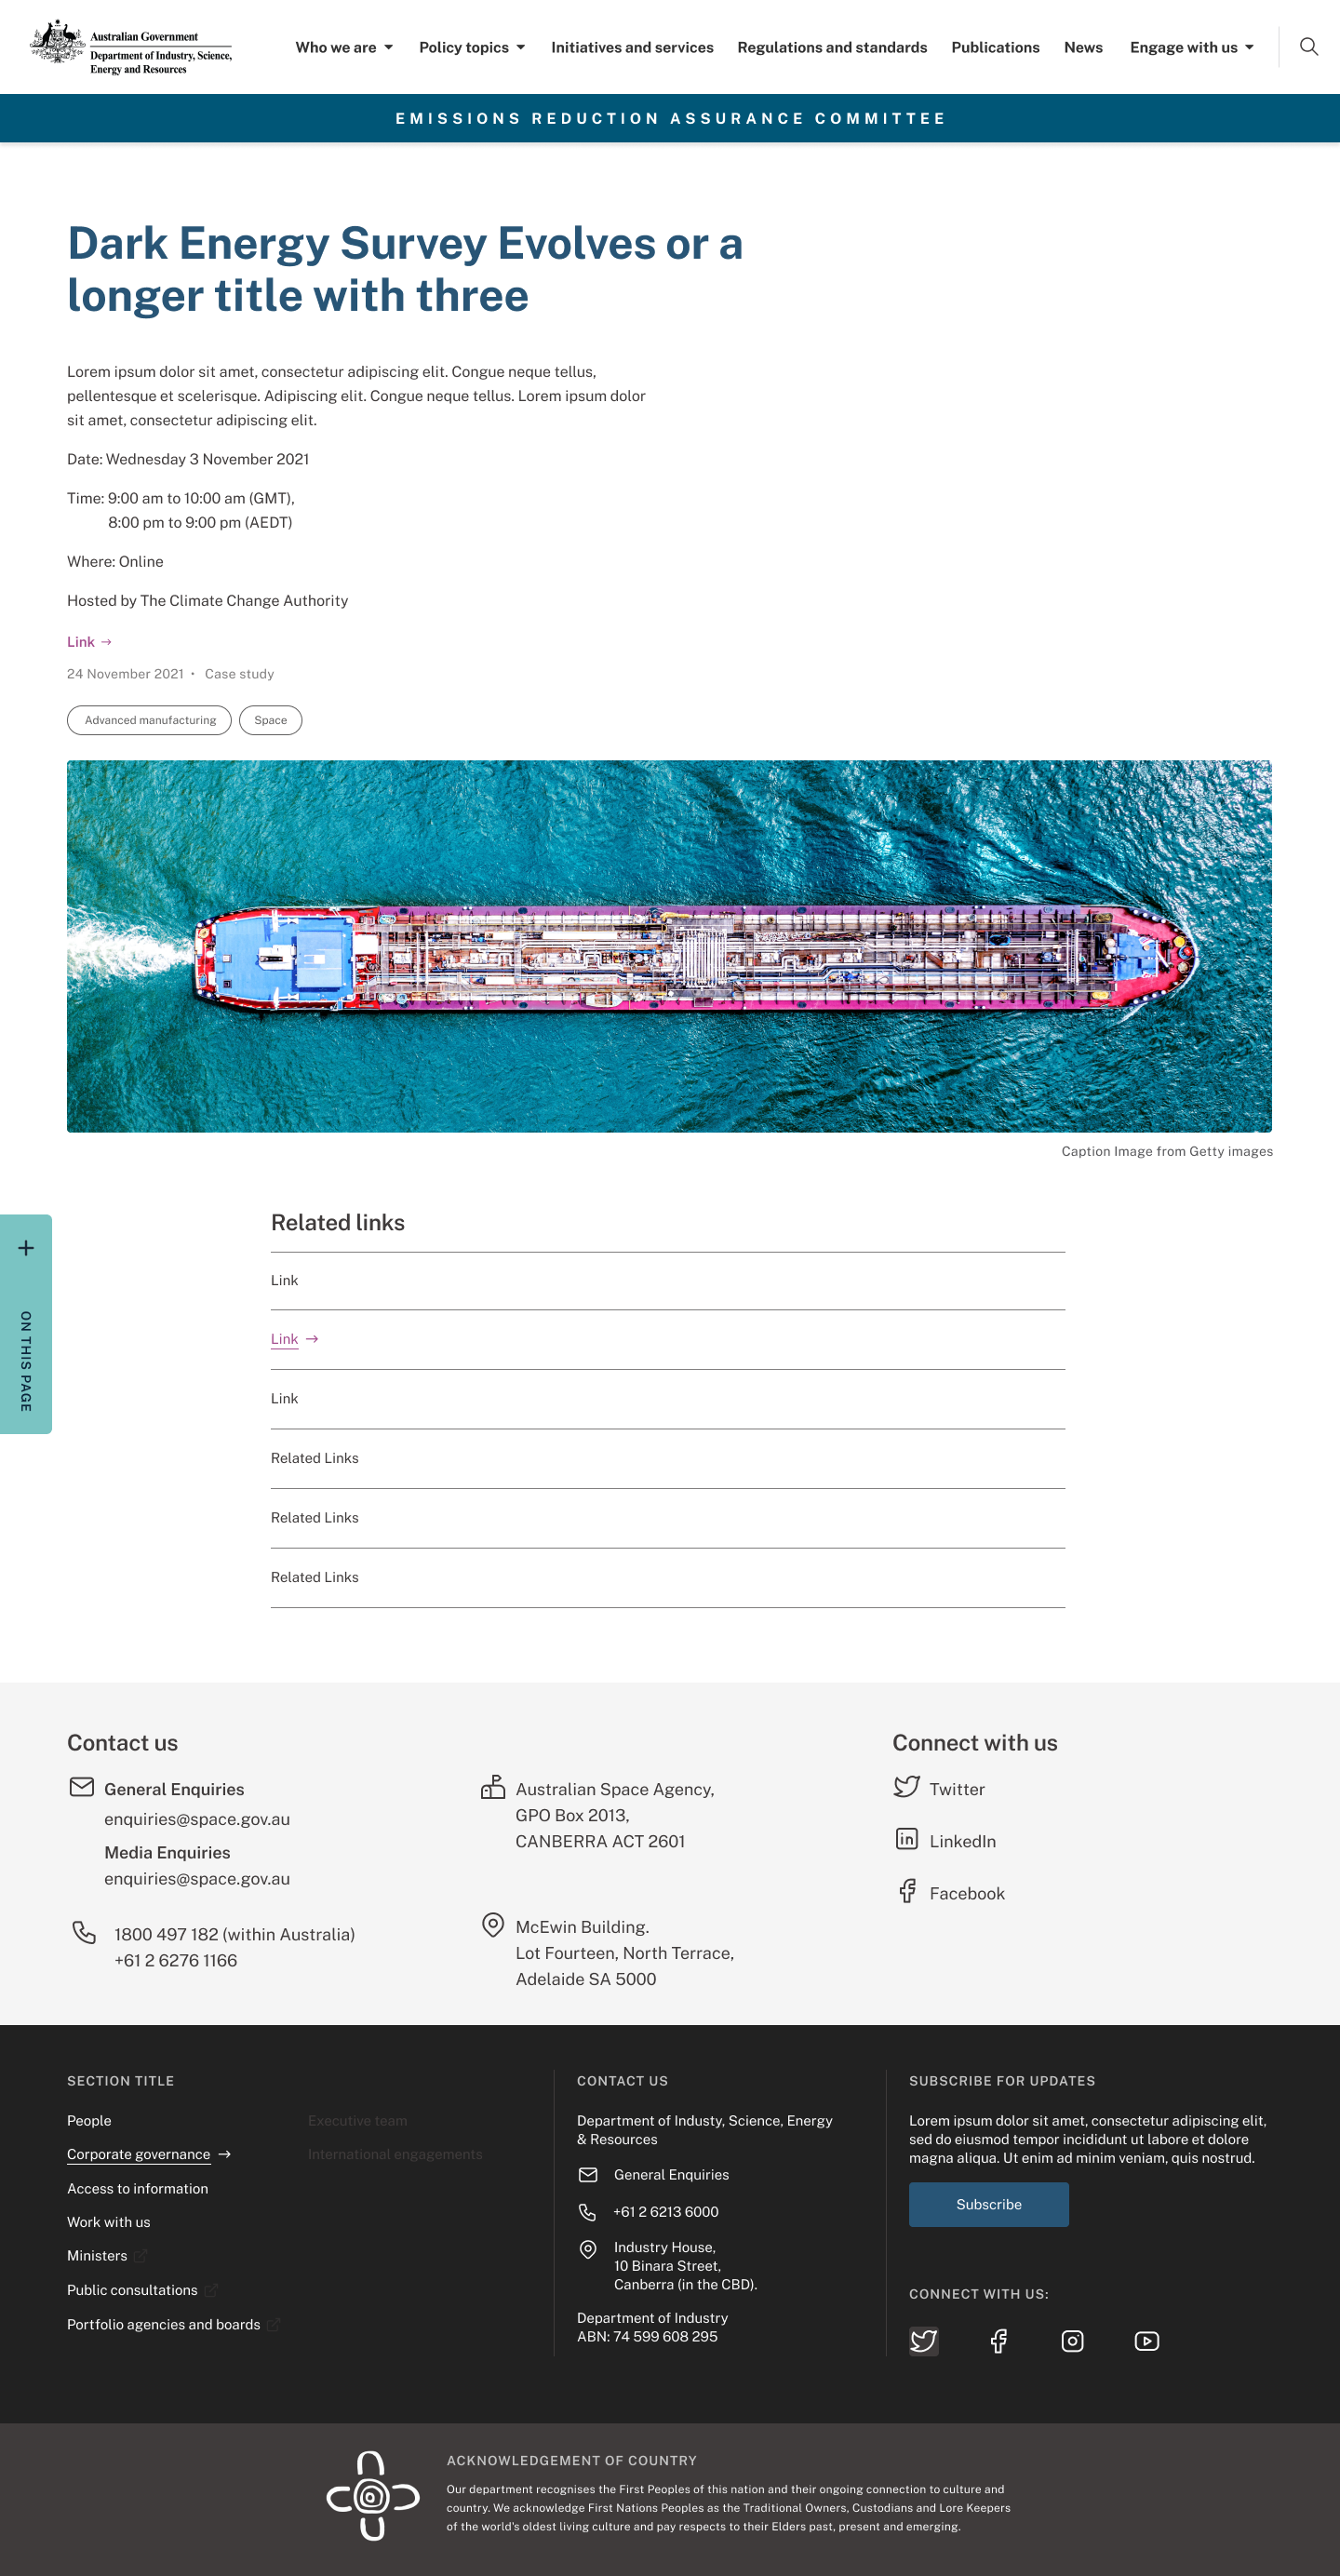 Australian Government
Department of Industry, Science,
Energy and Resources
Who we are
Policy topics
Initiatives and services
Regulations and standards
Publications
News
Engage with us
EMISSIONS REDUCTION ASSURANCE COMMITTEE
Dark Energy Survey Evolves or a
longer title with three
Lorem ipsum dolor sit amet, consectetur adipiscing elit. Congue neque tellus,
pellentesque et scelerisque. Adipiscing elit. Congue neque tellus. Lorem ipsum dolor
sit amet, consectetur adipiscing elit.
Date: Wednesday 3 November 2021
Time: 9:00 am to 10:00 am (GMT),
8:00 pm to 9:00 pm (AEDT)
Where: Online
Hosted by The Climate Change Authority
Link →
24 November 2021 • Case study
Advanced manufacturing
Space
Caption Image from Getty images
ON THIS PAGE
Related links
Link
Link →
Link
Related Links
Related Links
Related Links
Contact us
General Enquiries
enquiries@space.gov.au
Media Enquiries
enquiries@space.gov.au
1800 497 182 (within Australia)
+61 2 6276 1166
Australian Space Agency,
GPO Box 2013,
CANBERRA ACT 2601
McEwin Building.
Lot Fourteen, North Terrace,
Adelaide SA 5000
Connect with us
Twitter
LinkedIn
Facebook
SECTION TITLE
People
Corporate governance →
Access to information
Work with us
Ministers
Public consultations
Portfolio agencies and boards
Executive team
International engagements
CONTACT US
Department of Industy, Science, Energy
& Resources
General Enquiries
+61 2 6213 6000
Industry House,
10 Binara Street,
Canberra (in the CBD).
Department of Industry
ABN: 74 599 608 295
SUBSCRIBE FOR UPDATES
Lorem ipsum dolor sit amet, consectetur adipiscing elit,
sed do eiusmod tempor incididunt ut labore et dolore
magna aliqua. Ut enim ad minim veniam, quis nostrud.
Subscribe
CONNECT WITH US:
ACKNOWLEDGEMENT OF COUNTRY
Our department recognises the First Peoples of this nation and their ongoing connection to culture and
country. We acknowledge First Nations Peoples as the Traditional Owners, Custodians and Lore Keepers
of the world's oldest living culture and pay respects to their Elders past, present and emerging.